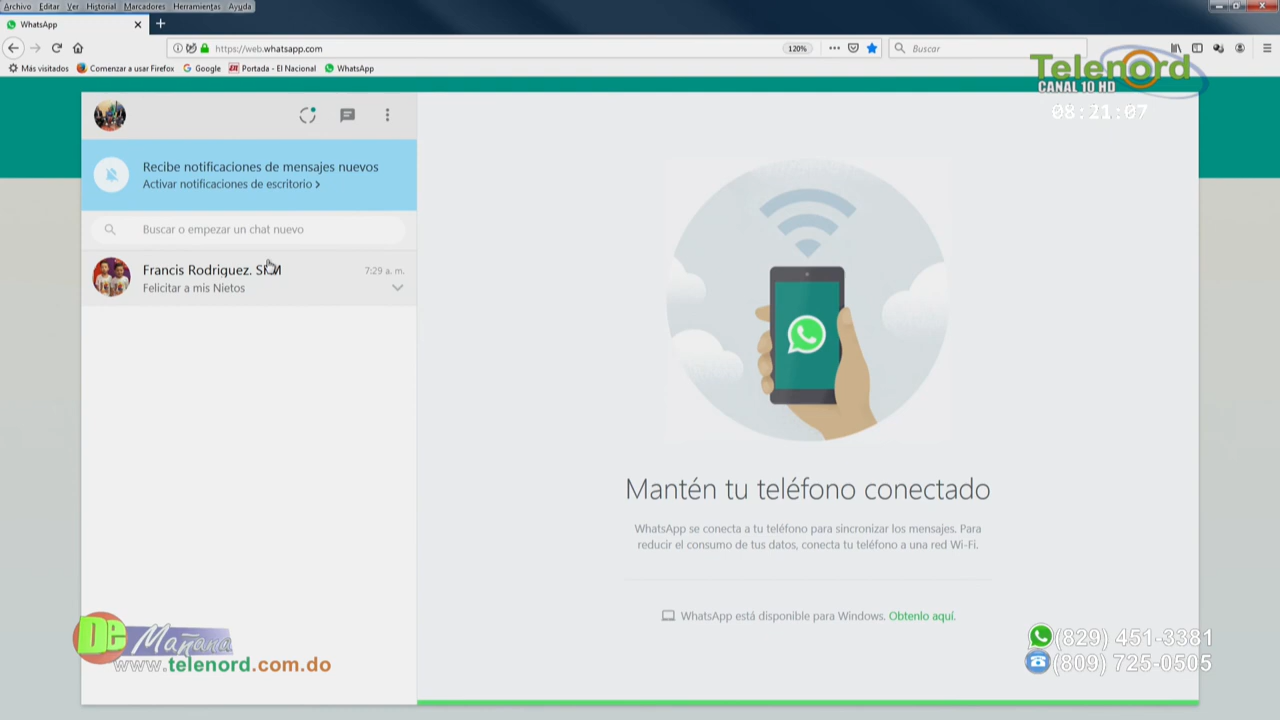 Archivo Editar Ver Historial Marcadores Herramientas Ayuda
WhatsApp
https://web.whatsapp.com
120%
Buscar
Más visitados
Comenzar a usar Firefox
Google
Portada - El Nacional
WhatsApp
Telenord
CANAL 10 HD
08:21:07
Recibe notificaciones de mensajes nuevos
Activar notificaciones de escritorio
Buscar o empezar un chat nuevo
Francis Rodriquez.
7:29 a. m.
Felicitar a mis Nietos
Mantén tu teléfono conectado
WhatsApp se conecta a tu teléfono para sincronizar los mensajes. Para
reducir el consumo de tus datos, conecta tu teléfono a una red Wi-Fi.
WhatsApp está disponible para Windows. Obtenlo aquí.
De Mañana
www.telenord.com.do
(829) 451-3381
(809) 725-0505